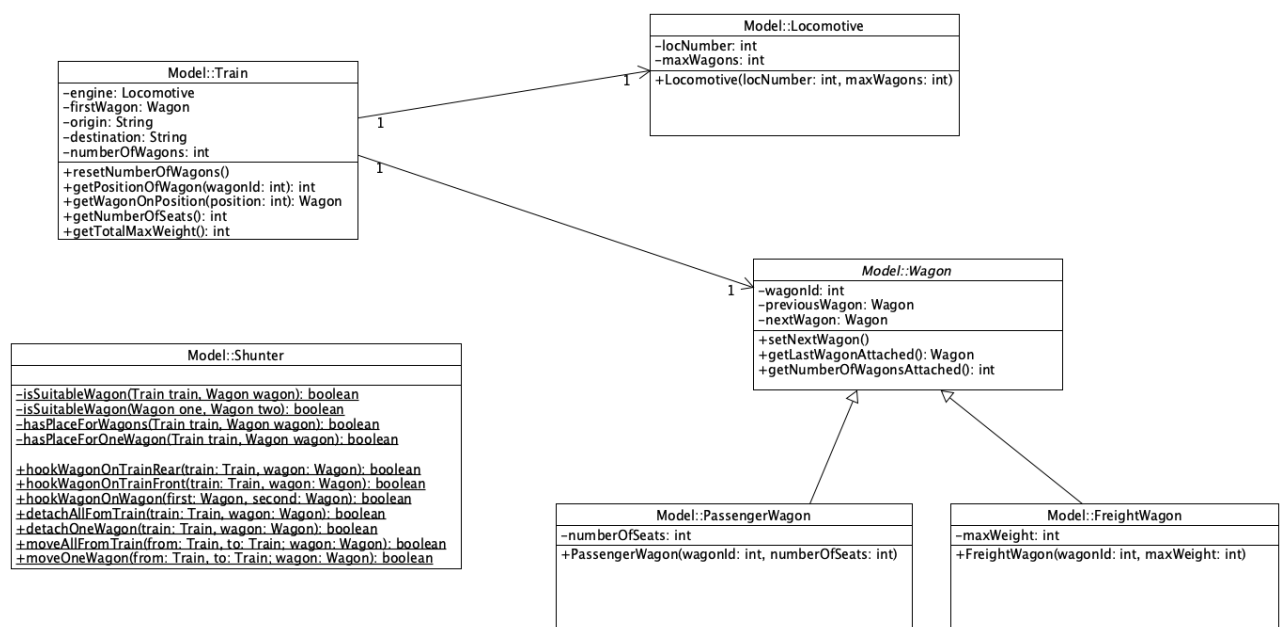 Model::Train
-engine: Locomotive
-firstWagon: Wagon
-origin: String
-destination: String
-numberOfWagons: int
+resetNumberOfWagons()
+getPositionOfWagon(wagonId: int): int
+getWagonOnPosition(position: int): Wagon
+getNumberOfSeats(): int
+getTotalMaxWeight(): int
1
1
Model::Locomotive
-locNumber: int
-maxWagons: int
+Locomotive(locNumber: int, maxWagons: int)
1
1
Model::Wagon
-wagonId: int
-previousWagon: Wagon
-nextWagon: Wagon
+setNextWagon()
+getLastWagonAttached(): Wagon
+getNumberOfWagonsAttached(): int
Model::Shunter
-isSuitableWagon(Train train, Wagon wagon): boolean
-isSuitableWagon(Wagon one, Wagon two): boolean
-hasPlaceForWagons(Train train, Wagon wagon): boolean
-hasPlaceForOneWagon(Train train, Wagon wagon): boolean
+hookWagonOnTrainRear(train: Train, wagon: Wagon): boolean
+hookWagonOnTrainFront(train: Train, wagon: Wagon): boolean
+hookWagonOnWagon(first: Wagon, second: Wagon): boolean
+detachAllFomTrain(train: Train, wagon: Wagon): boolean
+detachOneWagon(train: Train, wagon: Wagon): boolean
+moveAllFromTrain(from: Train, to: Train; wagon: Wagon): boolean
+moveOneWagon(from: Train, to: Train; wagon: Wagon): boolean
Model::PassengerWagon
-numberOfSeats: int
+PassengerWagon(wagonId: int, numberOfSeats: int)
Model::FreightWagon
-maxWeight: int
+FreightWagon(wagonId: int, maxWeight: int)